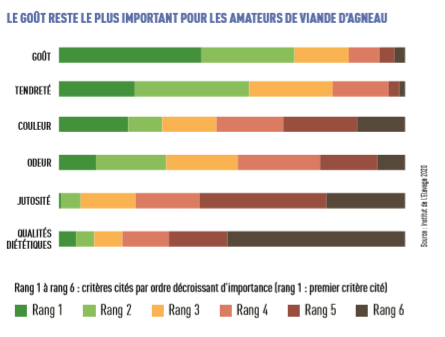 LE GOÛT RESTE LE PLUS IMPORTANT POUR LES AMATEURS DE VIANDE D'AGNEAU
GOÛT
TENDRETÉ
COULEUR
ODEUR
JUTOSITÉ
QUALITÉS
DIÉTÉTIQUES
Source : Institut de l'Élevage 2020
Rang 1 à rang 6 : critères cités par ordre décroissant d'importance (rang 1 : premier critère cité)
Rang 1 Rang 2 Rang 3 Rang 4 Rang 5 Rang 6